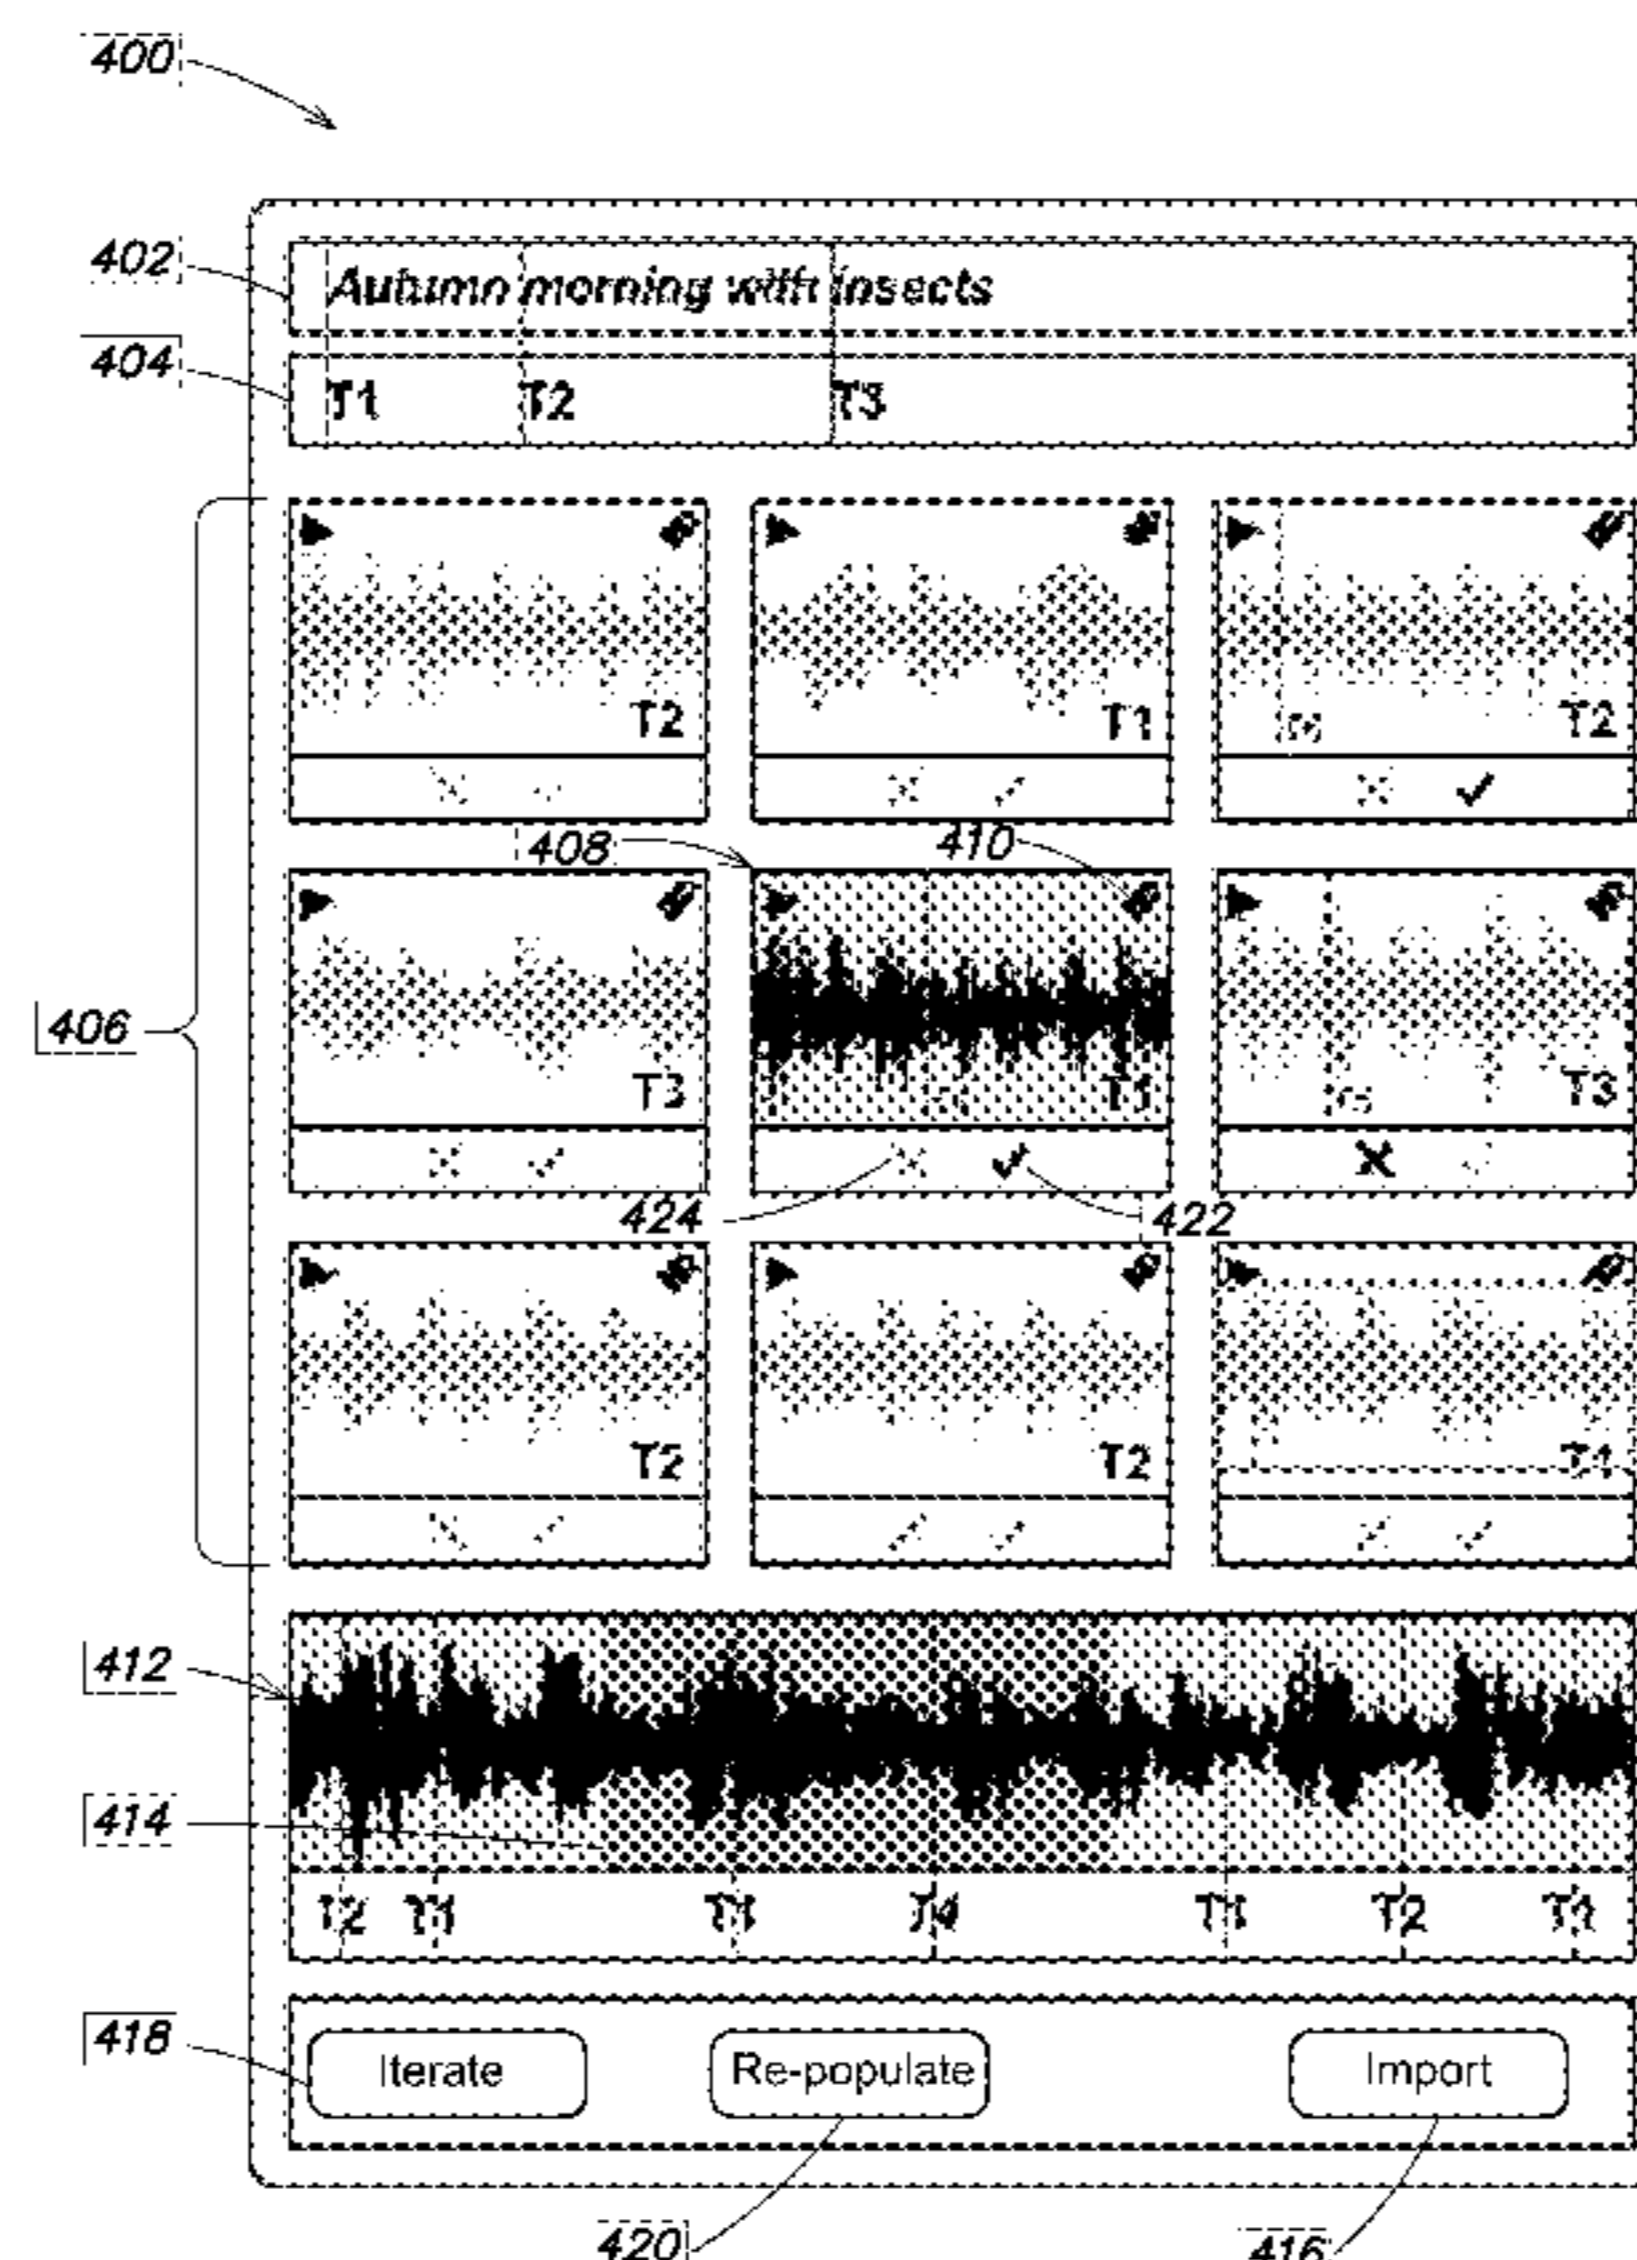 400
402
Autumn morning with insects
404
T1 T2 T3
T2 T1 T2
408 410
406
T3 T1 T3
424 422
T2 T2 T1
412
414
T2 T1 T1 T4 T1 T2 T1
418
Iterate Re-populate Import
420 416